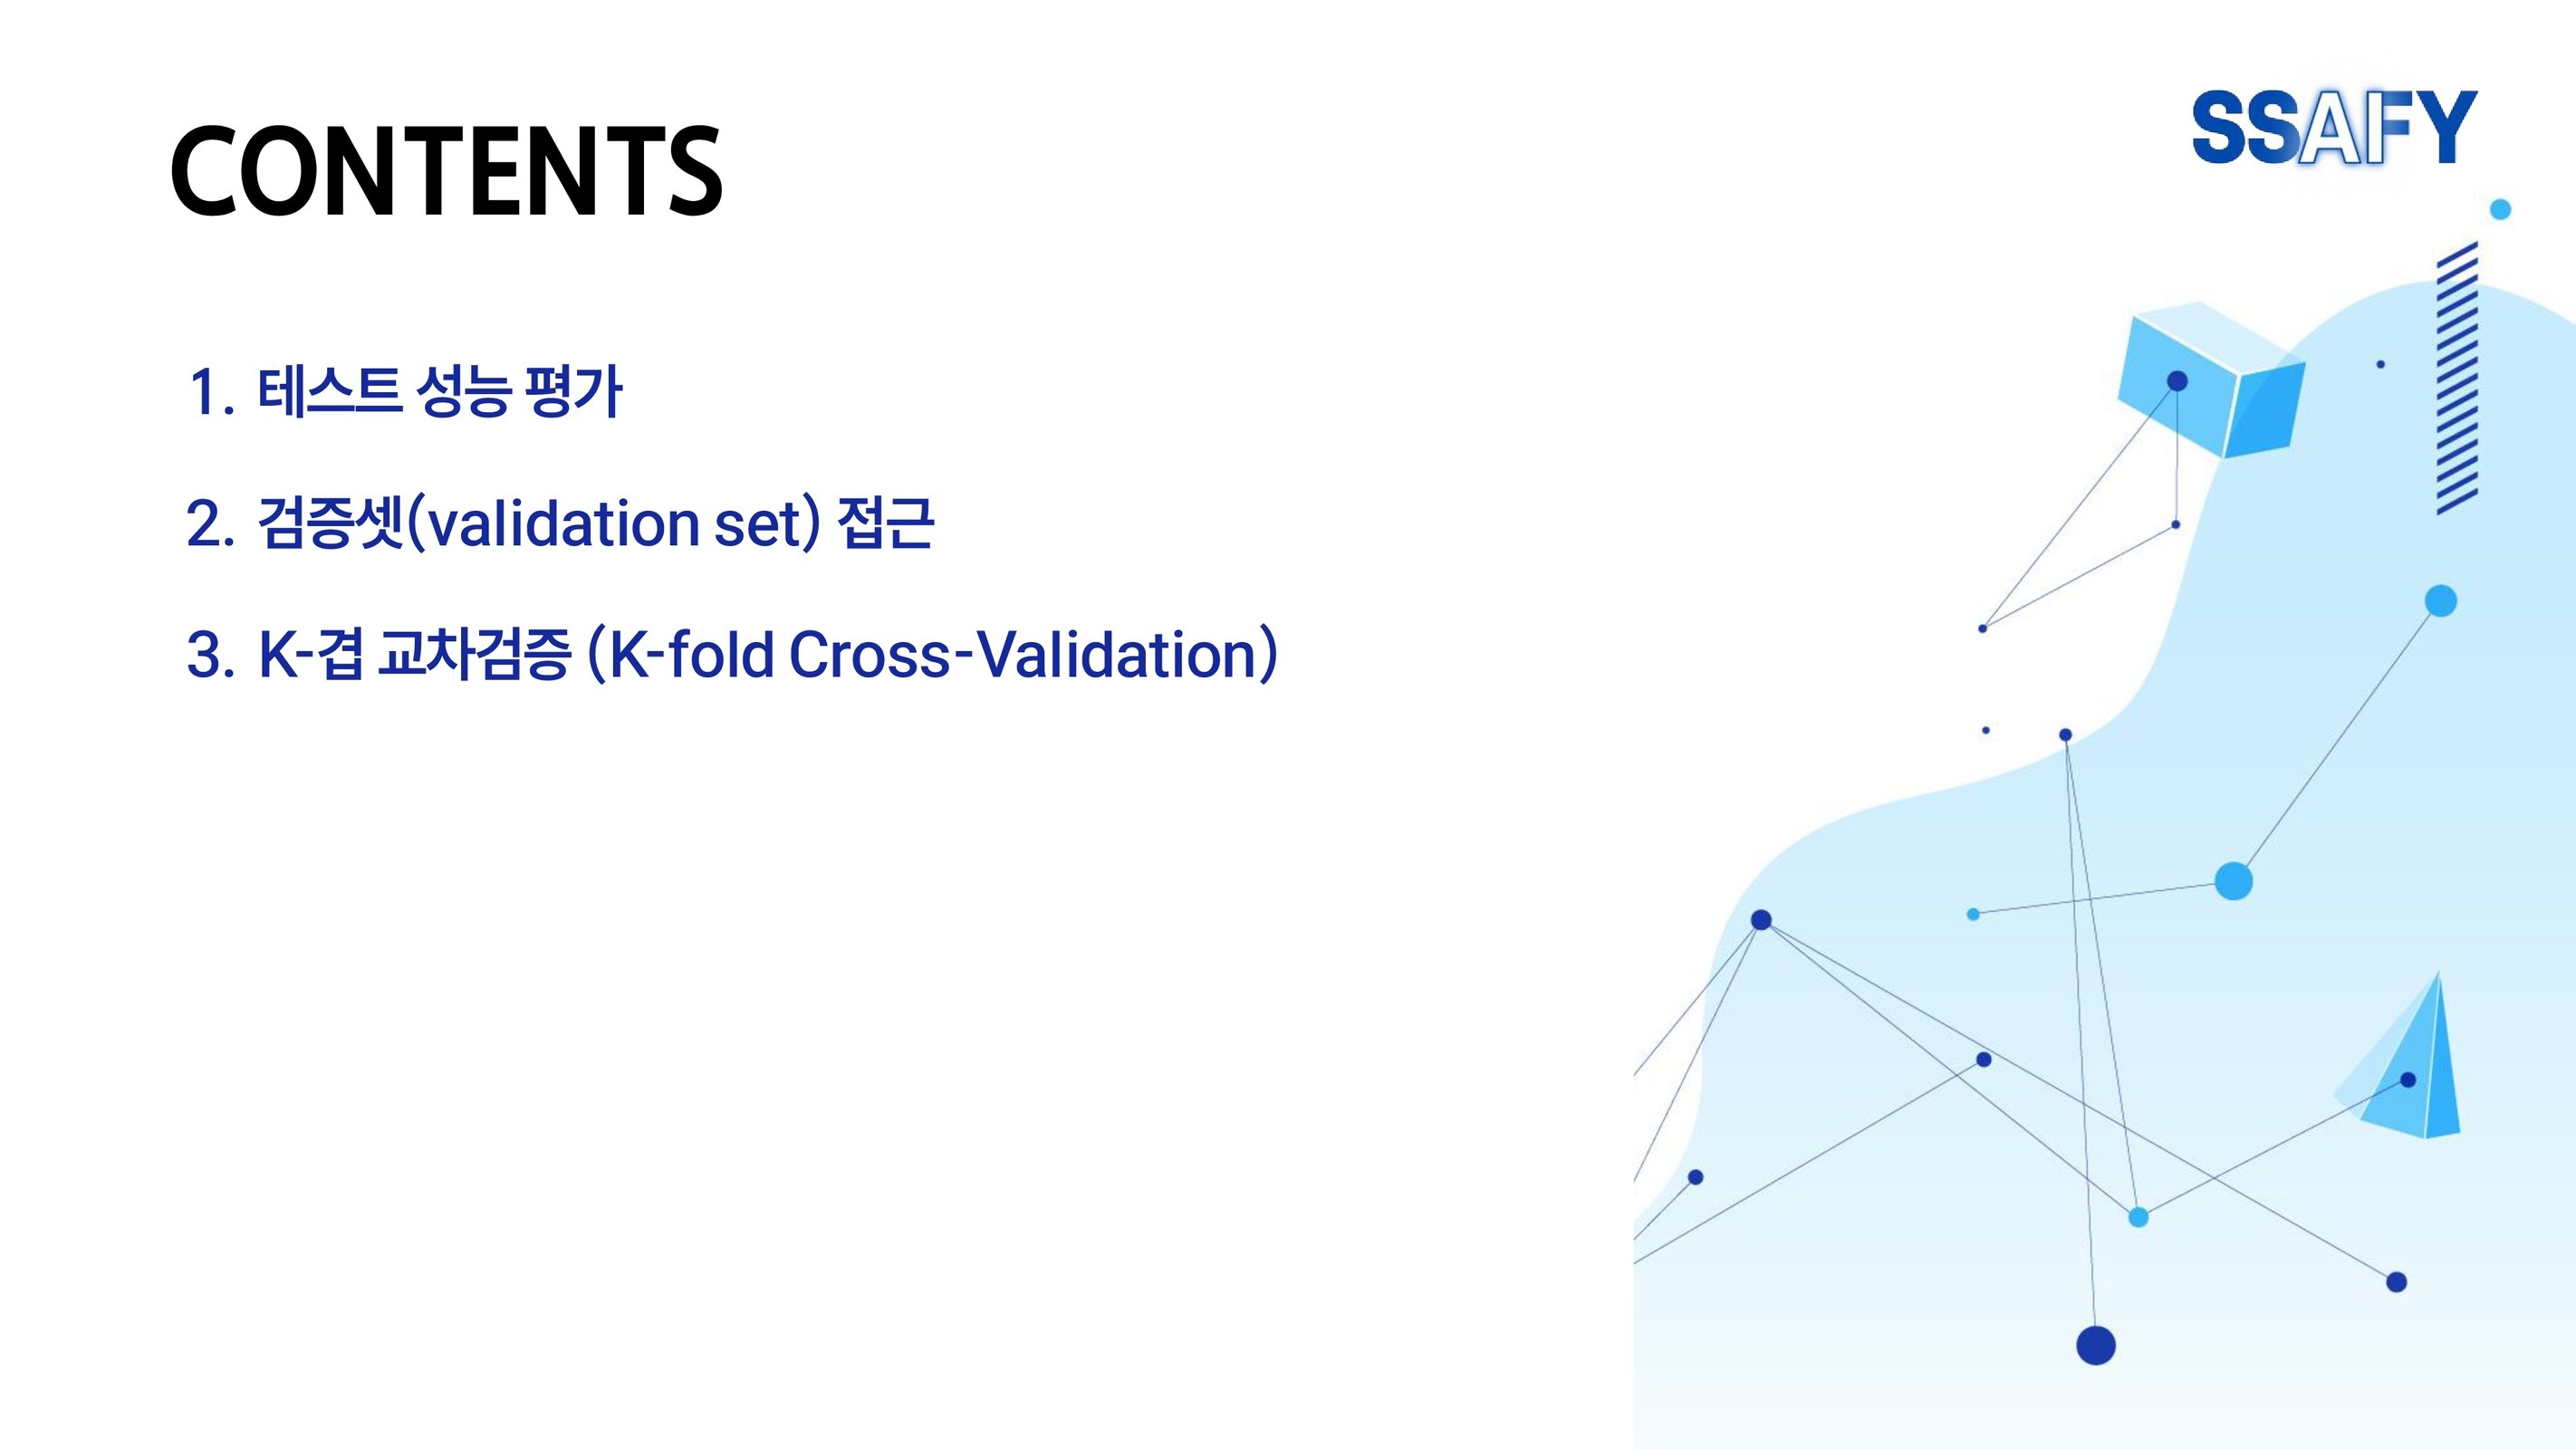 CONTENTS
SSAFY
1. 테스트 성능 평가
2. 검증셋(validation set) 접근
3. K-겹 교차검증 (K-fold Cross-Validation)